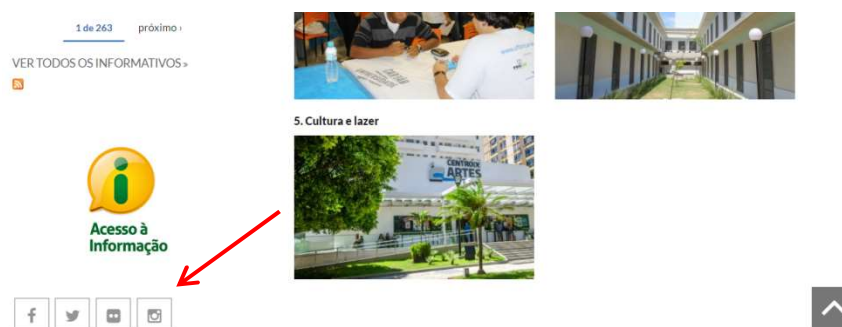 1 de 263 próximo ›
VER TODOS OS INFORMATIVOS »
5. Cultura e lazer
CENTRO DE
ARTES
Acesso à
Informação